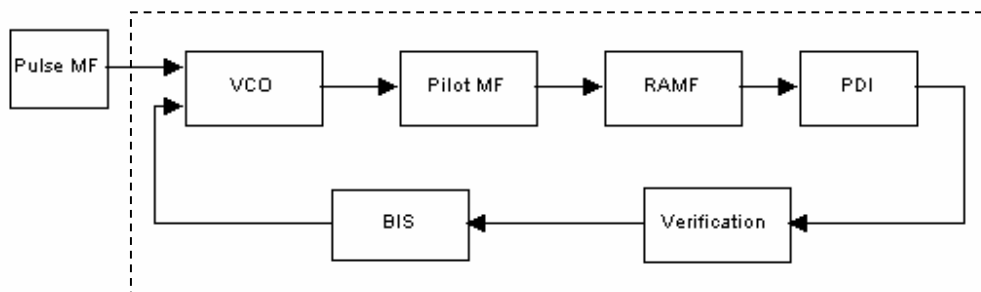 Pulse MF
VCO
Pilot MF
RAMF
PDI
BIS
Verification